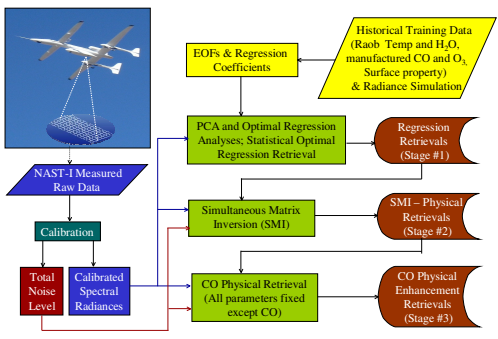 Historical Training Data
(Raob Temp and H2O,
manufactured CO and O3,
Surface property)
& Radiance Simulation
EOFs & Regression
Coefficients
PCA and Optimal Regression
Analyses; Statistical Optimal
Regression Retrieval
Regression
Retrievals
(Stage #1)
NAST-I Measured
Raw Data
Simultaneous Matrix
Inversion (SMI)
SMI – Physical
Retrievals
(Stage #2)
Calibration
Total
Noise
Level
Calibrated
Spectral
Radiances
CO Physical Retrieval
(All parameters fixed
except CO)
CO Physical
Enhancement
Retrievals
(Stage #3)